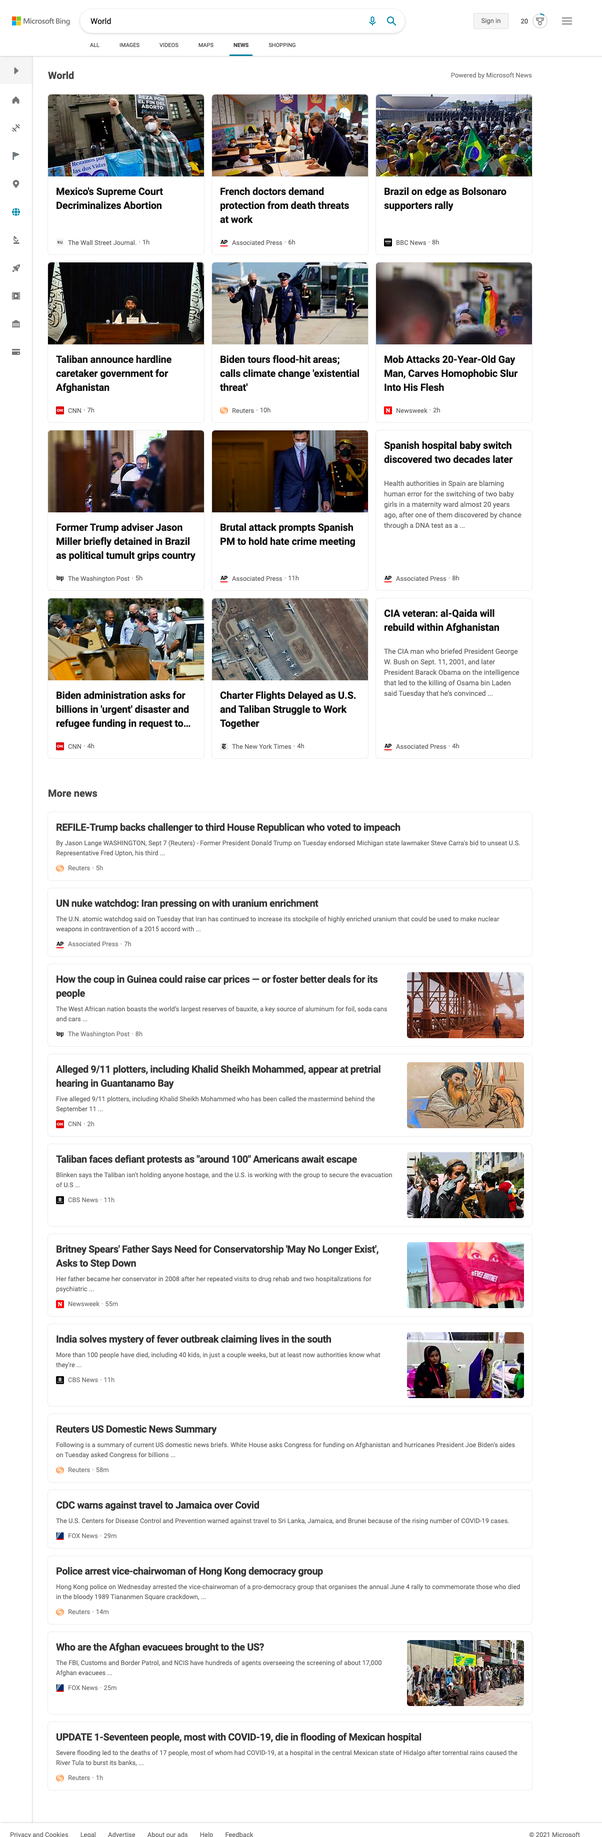 Microsoft Bing
World
Sign in
20
ALL IMAGES VIDEOS MAPS NEWS SHOPPING
World
Powered by Microsoft News
Mexico's Supreme Court
Decriminalizes Abortion
The Wall Street Journal. · 1h
French doctors demand
protection from death threats
at work
Associated Press · 6h
Brazil on edge as Bolsonaro
supporters rally
BBC News · 8h
Taliban announce hardline
caretaker government for
Afghanistan
CNN · 7h
Biden tours flood-hit areas;
calls climate change 'existential
threat'
Reuters · 10h
Mob Attacks 20-Year-Old Gay
Man, Carves Homophobic Slur
Into His Flesh
Newsweek · 2h
Former Trump adviser Jason
Miller briefly detained in Brazil
as political tumult grips country
The Washington Post · 5h
Brutal attack prompts Spanish
PM to hold hate crime meeting
Associated Press · 11h
Spanish hospital baby switch
discovered two decades later
Health authorities in Spain are blaming
human error for the switching of two baby
girls in a maternity ward almost 20 years
ago, after one of them discovered by chance
through a DNA test as a ...
Associated Press · 8h
Biden administration asks for
billions in 'urgent' disaster and
refugee funding in request to...
CNN · 4h
Charter Flights Delayed as U.S.
and Taliban Struggle to Work
Together
The New York Times · 4h
CIA veteran: al-Qaida will
rebuild within Afghanistan
The CIA man who briefed President George
W. Bush on Sept. 11, 2001, and later
President Barack Obama on the intelligence
that led to the killing of Osama bin Laden
said Tuesday that he's convinced ...
Associated Press · 4h
More news
REFILE-Trump backs challenger to third House Republican who voted to impeach
By Jason Lange WASHINGTON, Sept 7 (Reuters) - Former President Donald Trump on Tuesday endorsed Michigan state lawmaker Steve Carra's bid to unseat U.S.
Representative Fred Upton, his third ...
Reuters · 5h
UN nuke watchdog: Iran pressing on with uranium enrichment
The U.N. atomic watchdog said on Tuesday that Iran has continued to increase its stockpile of highly enriched uranium that could be used to make nuclear
weapons in contravention of a 2015 accord with ...
Associated Press · 7h
How the coup in Guinea could raise car prices — or foster better deals for its
people
The West African nation boasts the world's largest reserves of bauxite, a key source of aluminum for foil, soda cans
and cars ...
The Washington Post · 8h
Alleged 9/11 plotters, including Khalid Sheikh Mohammed, appear at pretrial
hearing in Guantanamo Bay
Five alleged 9/11 plotters, including Khalid Sheikh Mohammed who has been called the mastermind behind the
September 11 ...
CNN · 2h
Taliban faces defiant protests as "around 100" Americans await escape
Blinken says the Taliban isn't holding anyone hostage, and the U.S. is working with the group to secure the evacuation
of U.S ...
CBS News · 11h
Britney Spears' Father Says Need for Conservatorship 'May No Longer Exist',
Asks to Step Down
Her father became her conservator in 2008 after her repeated visits to drug rehab and two hospitalizations for
psychiatric ...
Newsweek · 55m
India solves mystery of fever outbreak claiming lives in the south
More than 100 people have died, including 40 kids, in just a couple weeks, but at least now authorities know what
they're ...
CBS News · 11h
Reuters US Domestic News Summary
Following is a summary of current US domestic news briefs. White House asks Congress for funding on Afghanistan and hurricanes President Joe Biden's aides
on Tuesday asked Congress for billions ...
Reuters · 58m
CDC warns against travel to Jamaica over Covid
The U.S. Centers for Disease Control and Prevention warned against travel to Sri Lanka, Jamaica, and Brunei because of the rising number of COVID-19 cases.
FOX News · 29m
Police arrest vice-chairwoman of Hong Kong democracy group
Hong Kong police on Wednesday arrested the vice-chairwoman of a pro-democracy group that organises the annual June 4 rally to commemorate those who died
in the bloody 1989 Tiananmen Square crackdown, ...
Reuters · 14m
Who are the Afghan evacuees brought to the US?
The FBI, Customs and Border Patrol, and NCIS have hundreds of agents overseeing the screening of about 17,000
Afghan evacuees ...
FOX News · 25m
UPDATE 1-Seventeen people, most with COVID-19, die in flooding of Mexican hospital
Severe flooding led to the deaths of 17 people, most of whom had COVID-19, at a hospital in the central Mexican state of Hidalgo after torrential rains caused the
River Tula to burst its banks, ...
Reuters · 1h
Privacy and Cookies Legal Advertise About our ads Help Feedback © 2021 Microsoft